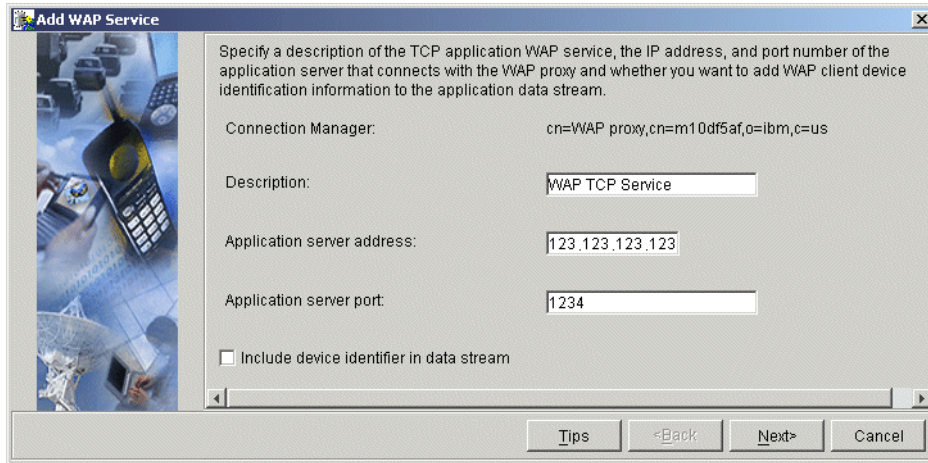 Add WAP Service
Specify a description of the TCP application WAP service, the IP address, and port number of the
application server that connects with the WAP proxy and whether you want to add WAP client device
identification information to the application data stream.
Connection Manager: cn=WAP proxy,cn=m10df5af,o=ibm,c=us
Description: WAP TCP Service
Application server address: 123.123.123.123
Application server port: 1234
Include device identifier in data stream
Tips <Back Next> Cancel